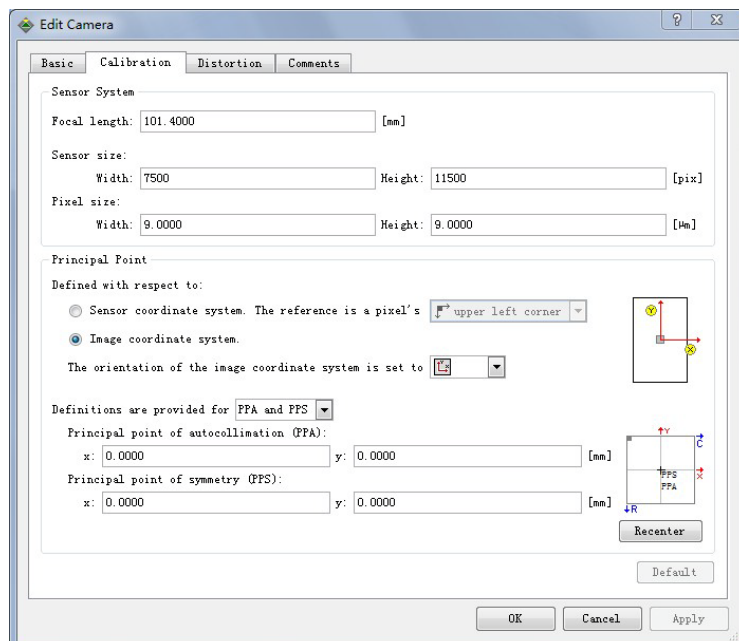 Edit Camera
Basic Calibration Distortion Comments
Sensor System
Focal length: 101.4000 [mm]
Sensor size:
Width: 7500 Height: 11500 [pix]
Pixel size:
Width: 9.0000 Height: 9.0000 [µm]
Principal Point
Defined with respect to:
Sensor coordinate system. The reference is a pixel's upper left corner
Image coordinate system.
The orientation of the image coordinate system is set to
Y
X
Definitions are provided for PPA and PPS
Principal point of autocollimation (PPA):
x: 0.0000 y: 0.0000 [mm]
Principal point of symmetry (PPS):
x: 0.0000 y: 0.0000 [mm]
Y
C
X
PPS
PPA
R
Recenter
Default
OK Cancel Apply